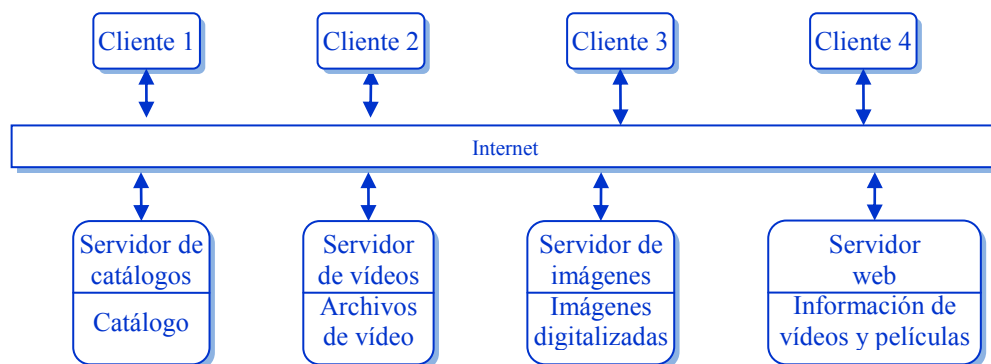 Cliente 1
Cliente 2
Cliente 3
Cliente 4
Internet
Servidor de
catálogos
Catálogo
Servidor
de vídeos
Archivos
de vídeo
Servidor de
imágenes
Imágenes
digitalizadas
Servidor
web
Información de
vídeos y películas